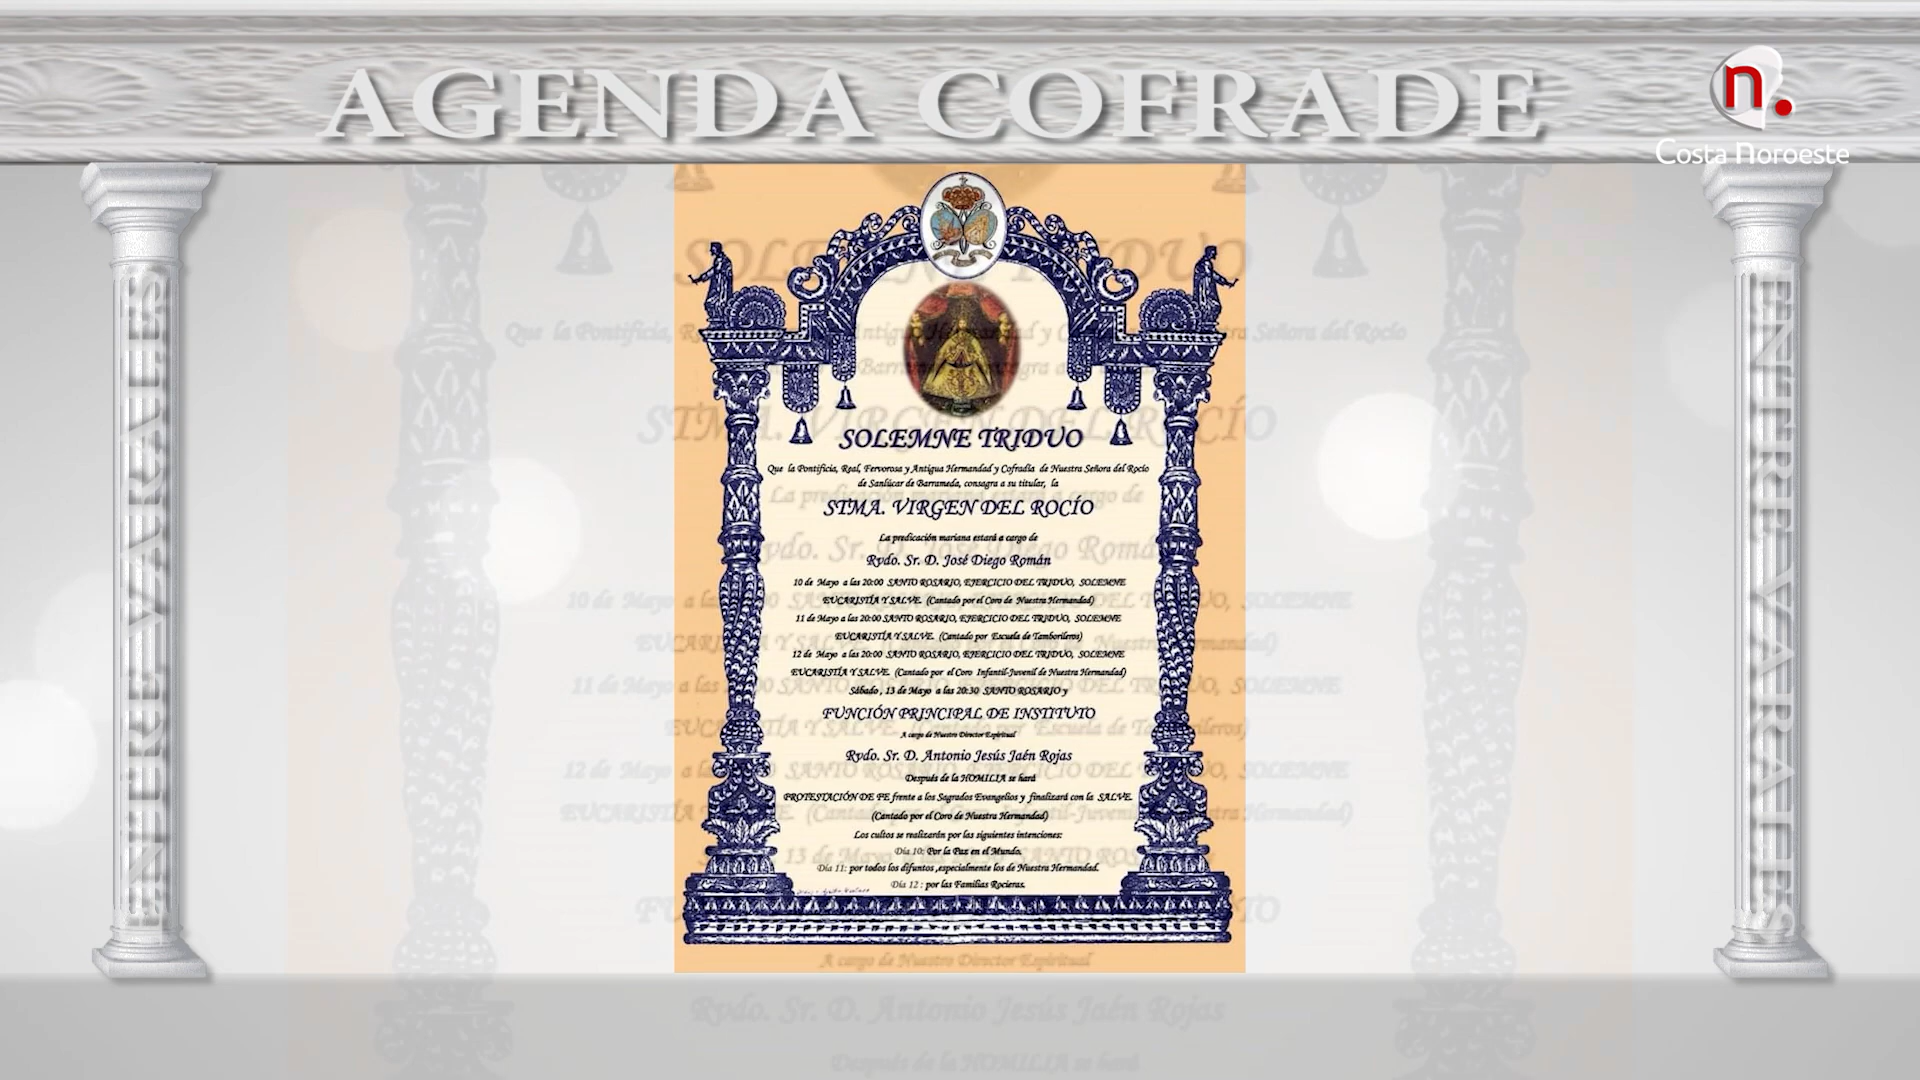 AGENDA COFRADE
n.
Costa Noroeste
ENTRE VARALES
ENTRE VARALES
SOLEMNE TRIDUO
Que la Pontificia, Real, Fervorosa y Antigua Hermandad y Cofradía de Nuestra Señora del Rocío
de Sanlúcar de Barrameda, consagra a su titular, la
STMA. VIRGEN DEL ROCÍO
La predicación mariana estará a cargo de
Rvdo. Sr. D. José Diego Román
10 de Mayo a las 20:00 SANTO ROSARIO, EJERCICIO DEL TRIDUO, SOLEMNE
EUCARISTÍA Y SALVE. (Cantado por el Coro de Nuestra Hermandad)
11 de Mayo a las 20:00 SANTO ROSARIO, EJERCICIO DEL TRIDUO, SOLEMNE
EUCARISTÍA Y SALVE. (Cantado por Escuela de Tamborileros)
12 de Mayo a las 20:00 SANTO ROSARIO, EJERCICIO DEL TRIDUO, SOLEMNE
EUCARISTÍA Y SALVE. (Cantado por el Coro Infantil-Juvenil de Nuestra Hermandad)
Sábado, 13 de Mayo a las 20:30 SANTO ROSARIO y
FUNCIÓN PRINCIPAL DE INSTITUTO
A cargo de Nuestro Director Espiritual
Rvdo. Sr. D. Antonio Jesús Jaén Rojas
Después de la HOMILIA se hará
PROTESTACIÓN DE FE frente a los Sagrados Evangelios y finalizará con la SALVE.
(Cantado por el Coro de Nuestra Hermandad)
Los cultos se realizarán por las siguientes intenciones:
Día 10: Por la Paz en el Mundo.
Día 11: por todos los difuntos ,especialmente los de Nuestra Hermandad.
Día 12 : por las Familias Rocieras.